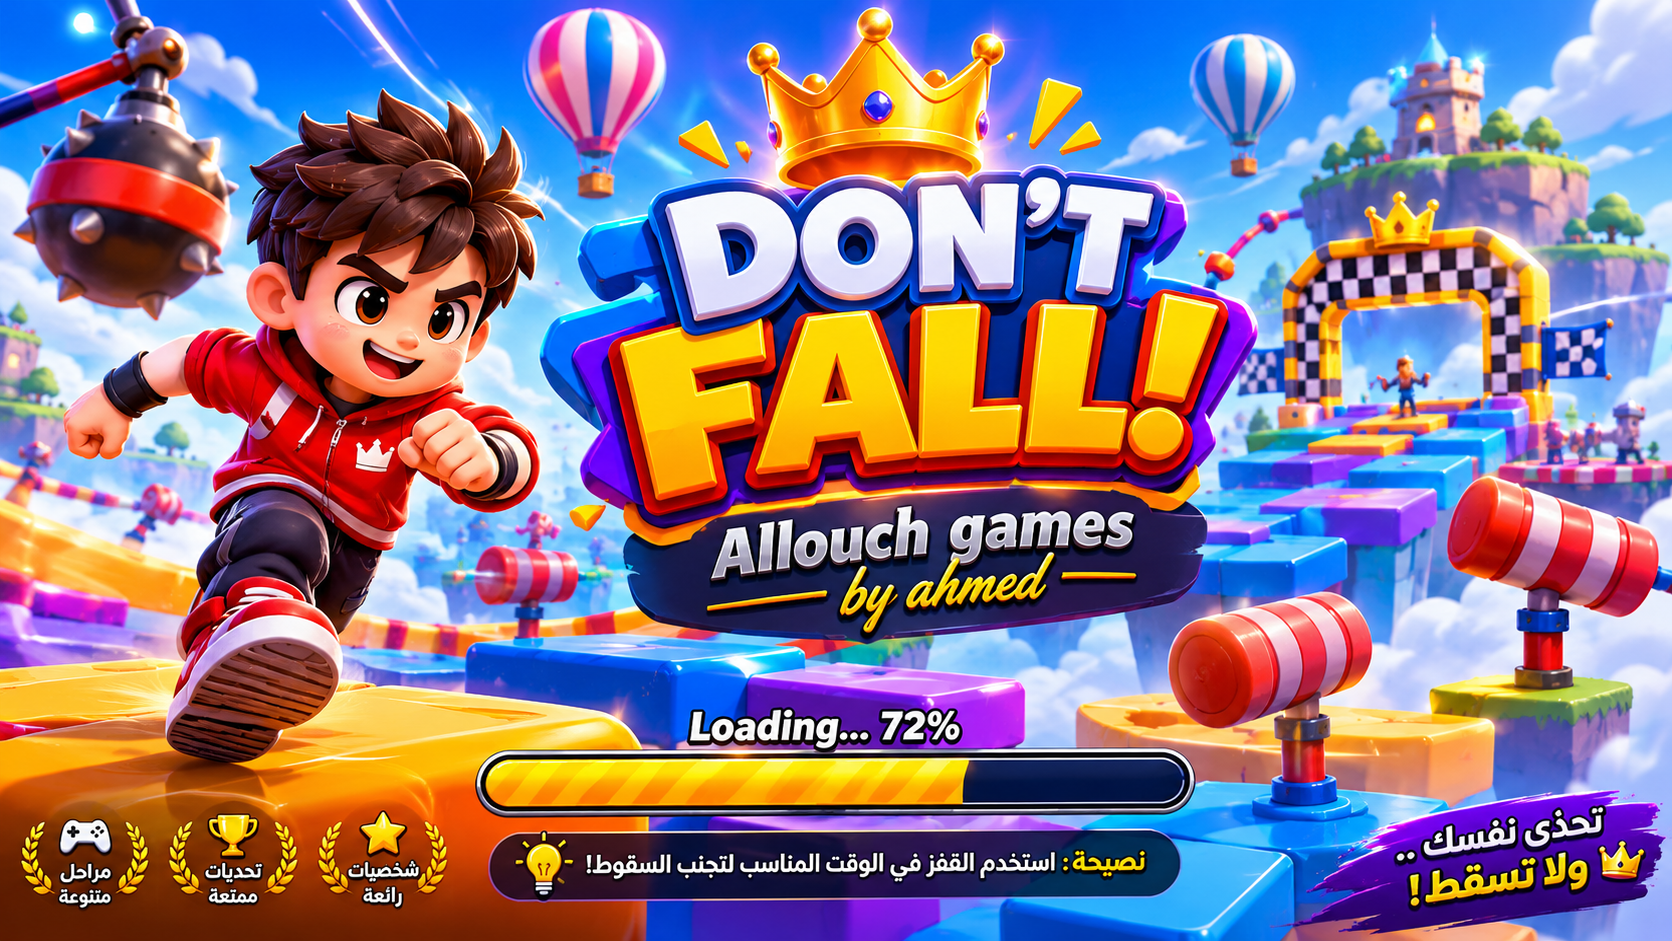 DON'T
FALL!
Allouch games
by ahmed
Loading... 72%
نصيحة: استخدم القفز في الوقت المناسب لتجنب السقوط!
مراحل
متنوعة
تحديات
ممتعة
شخصيات
رائعة
تحذى نفسك ..
ولا تسقط!